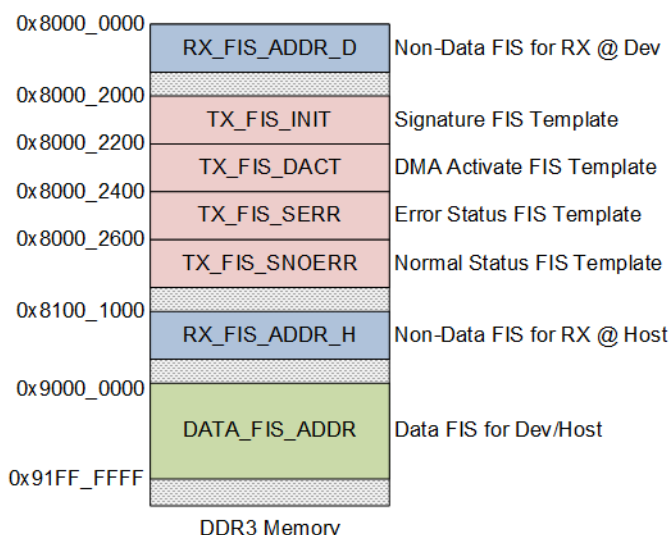 0x8000_0000
RX_FIS_ADDR_D Non-Data FIS for RX @ Dev
0x8000_2000
TX_FIS_INIT Signature FIS Template
0x8000_2200
TX_FIS_DACT DMA Activate FIS Template
0x8000_2400
TX_FIS_SERR Error Status FIS Template
0x8000_2600
TX_FIS_SNOERR Normal Status FIS Template
0x8100_1000
RX_FIS_ADDR_H Non-Data FIS for RX @ Host
0x9000_0000
DATA_FIS_ADDR Data FIS for Dev/Host
0x91FF_FFFF
DDR3 Memory